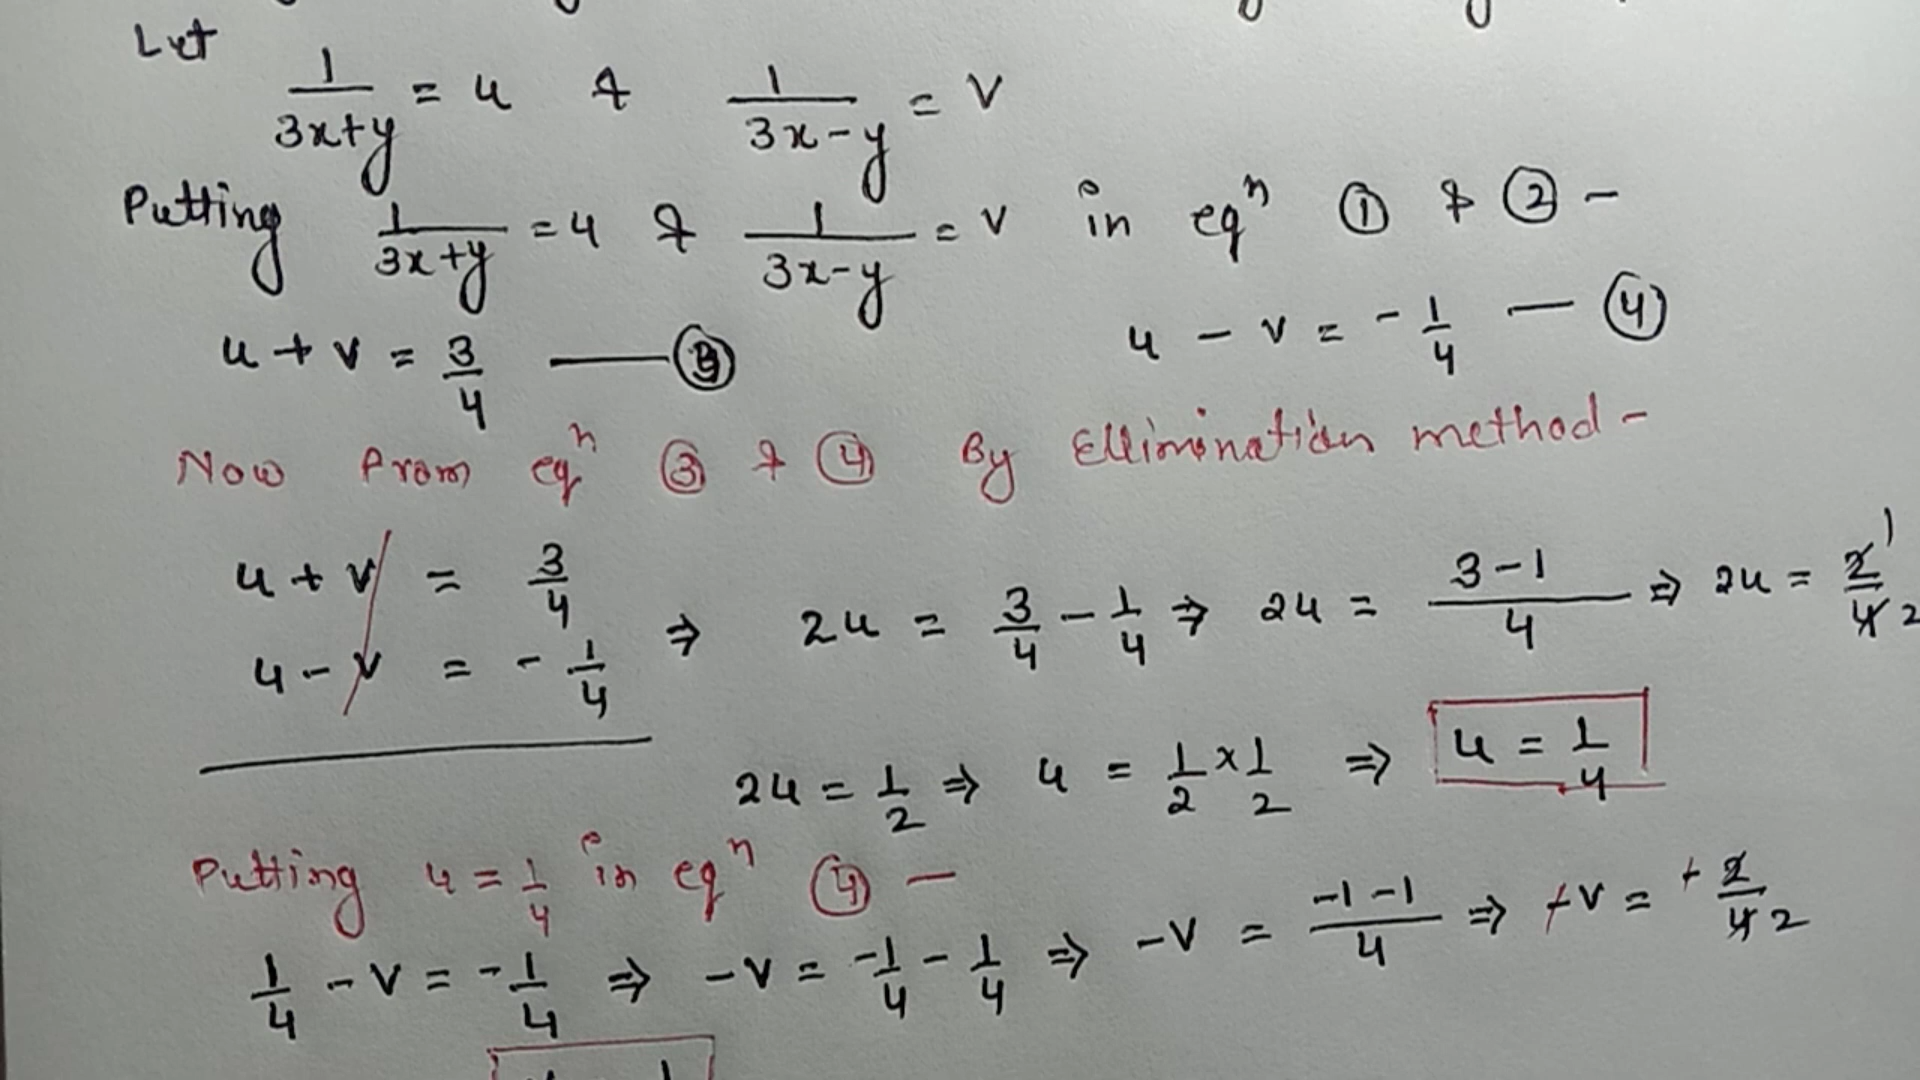 Let
1/(3x+y) = u & 1/(3x-y) = v
Putting 1/(3x+y) = u & 1/(3x-y) = v in eqⁿ ① & ② -
u + v = 3/4 — ③ u - v = -1/4 — ④
Now From eqⁿ ③ & ④ By Ellimination method -
u + v = 3/4
u - v = -1/4
⇒ 2u = 3/4 - 1/4 ⇒ 2u = (3-1)/4 ⇒ 2u = 2/4 1 2
2u = 1/2 ⇒ u = 1/2 × 1/2 ⇒ u = 1/4
Putting u = 1/4 in eqⁿ ④ —
1/4 - v = -1/4 ⇒ -v = -1/4 - 1/4 ⇒ -v = (-1-1)/4 ⇒ +v = +2/4 2